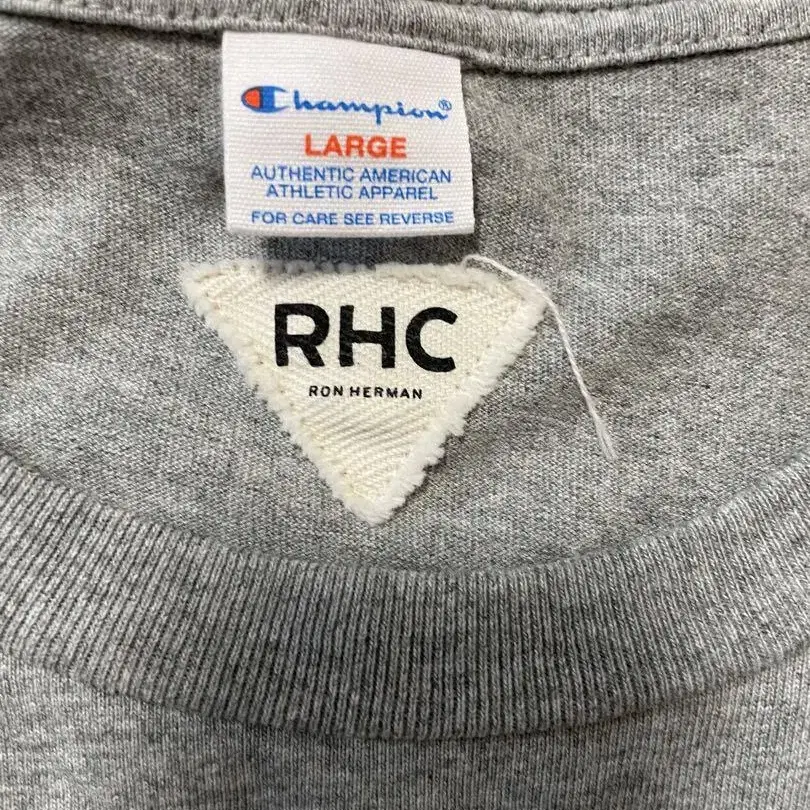 Champion®
LARGE
AUTHENTIC AMERICAN
ATHLETIC APPAREL
FOR CARE SEE REVERSE
RHC
RON HERMAN